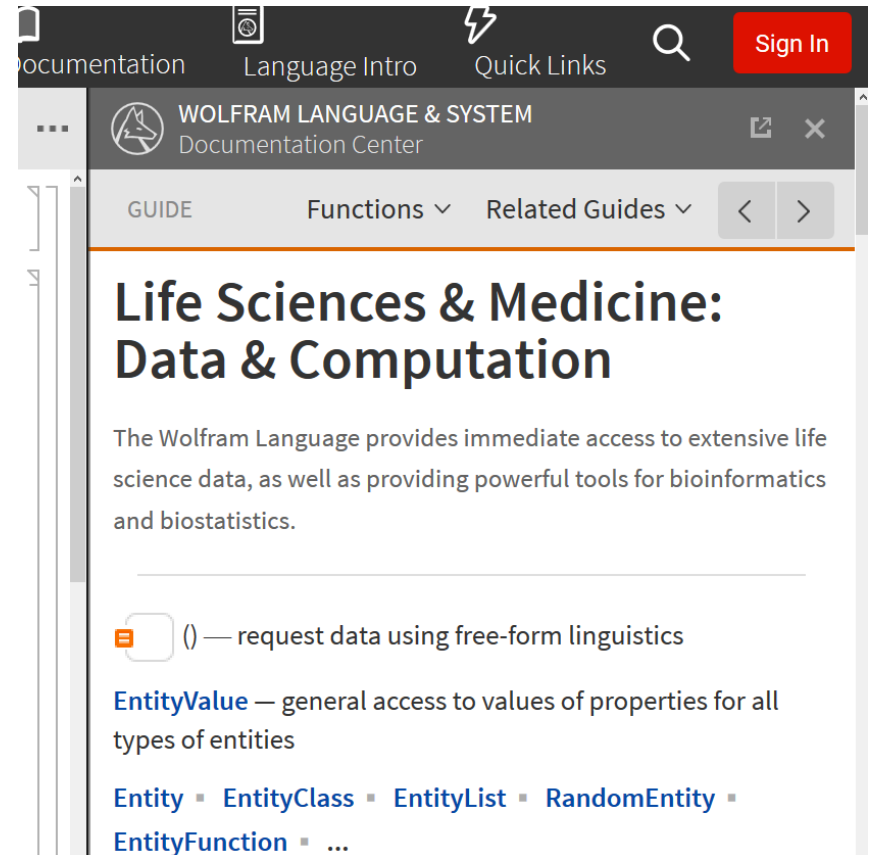 ocumentation Language Intro Quick Links Sign In
WOLFRAM LANGUAGE & SYSTEM
Documentation Center
GUIDE Functions Related Guides
Life Sciences & Medicine:
Data & Computation
The Wolfram Language provides immediate access to extensive life
science data, as well as providing powerful tools for bioinformatics
and biostatistics.
() — request data using free-form linguistics
EntityValue — general access to values of properties for all
types of entities
Entity ▪ EntityClass ▪ EntityList ▪ RandomEntity ▪
EntityFunction ▪ ...